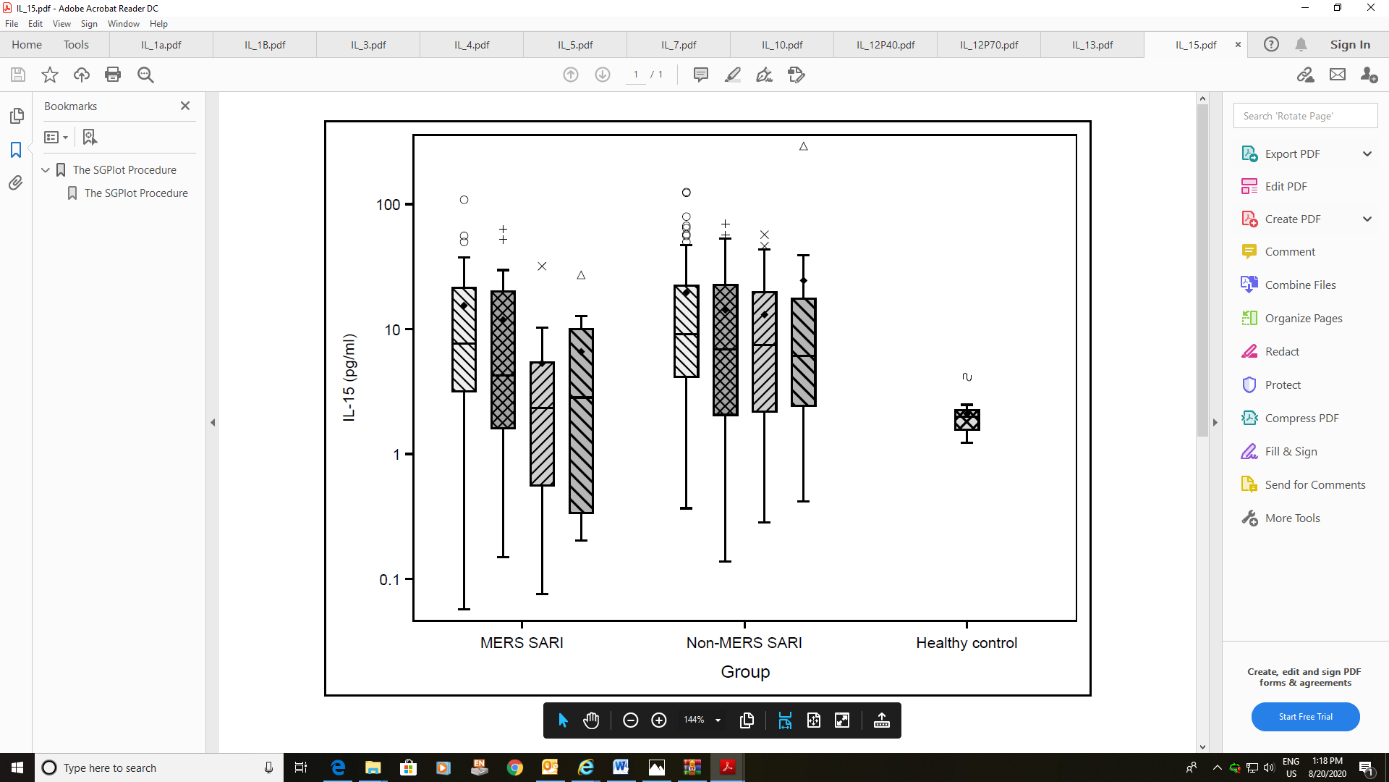 IL_15.pdf - Adobe Acrobat Reader DC
File Edit View Sign Window Help
Home Tools IL_1a.pdf IL_1B.pdf IL_3.pdf IL_4.pdf IL_5.pdf IL_7.pdf IL_10.pdf IL_12P40.pdf IL_12P70.pdf IL_13.pdf IL_15.pdf × Sign In
1 / 1
Bookmarks
The SGPlot Procedure
The SGPlot Procedure
100
10
1
0.1
IL-15 (pg/ml)
MERS SARI Non-MERS SARI Healthy control
Group
144%
Search 'Rotate Page'
Export PDF
Edit PDF
Create PDF
Comment
Combine Files
Organize Pages
Redact
Protect
Compress PDF
Fill & Sign
Send for Comments
More Tools
Create, edit and sign PDF
forms & agreements
Start Free Trial
Type here to search
ENG
US
1:18 PM
8/20/2020